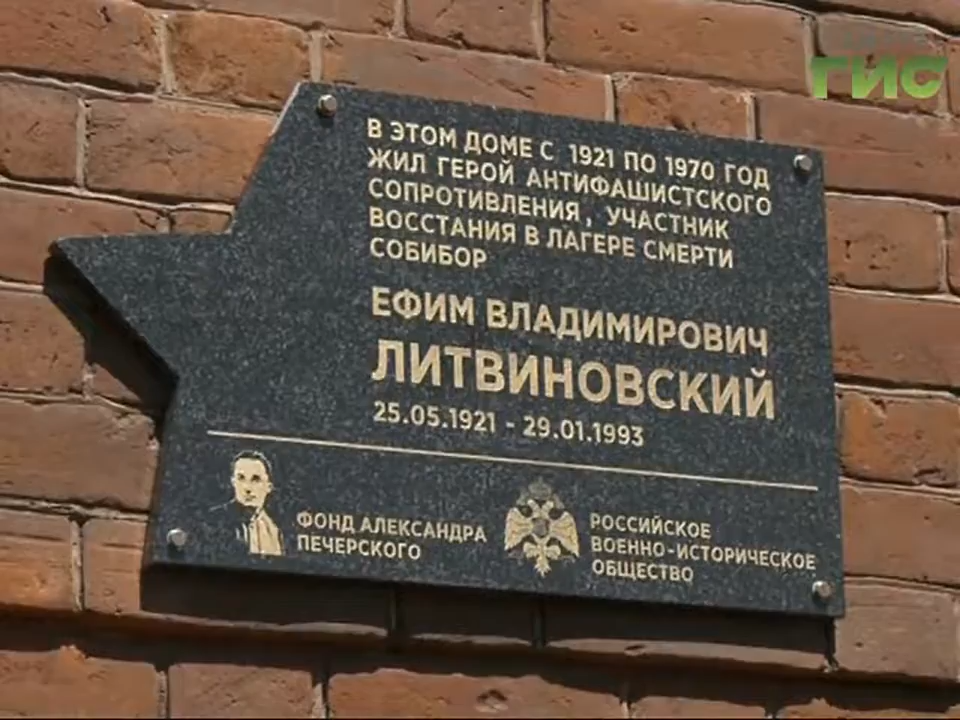 ГИС
В ЭТОМ ДОМЕ С 1921 ПО 1970 ГОД
ЖИЛ ГЕРОЙ АНТИФАШИСТСКОГО
СОПРОТИВЛЕНИЯ, УЧАСТНИК
ВОССТАНИЯ В ЛАГЕРЕ СМЕРТИ
СОБИБОР
ЕФИМ ВЛАДИМИРОВИЧ
ЛИТВИНОВСКИЙ
25.05.1921 - 29.01.1993
ФОНД АЛЕКСАНДРА
ПЕЧЕРСКОГО
РОССИЙСКОЕ
ВОЕННО-ИСТОРИЧЕСКОЕ
ОБЩЕСТВО